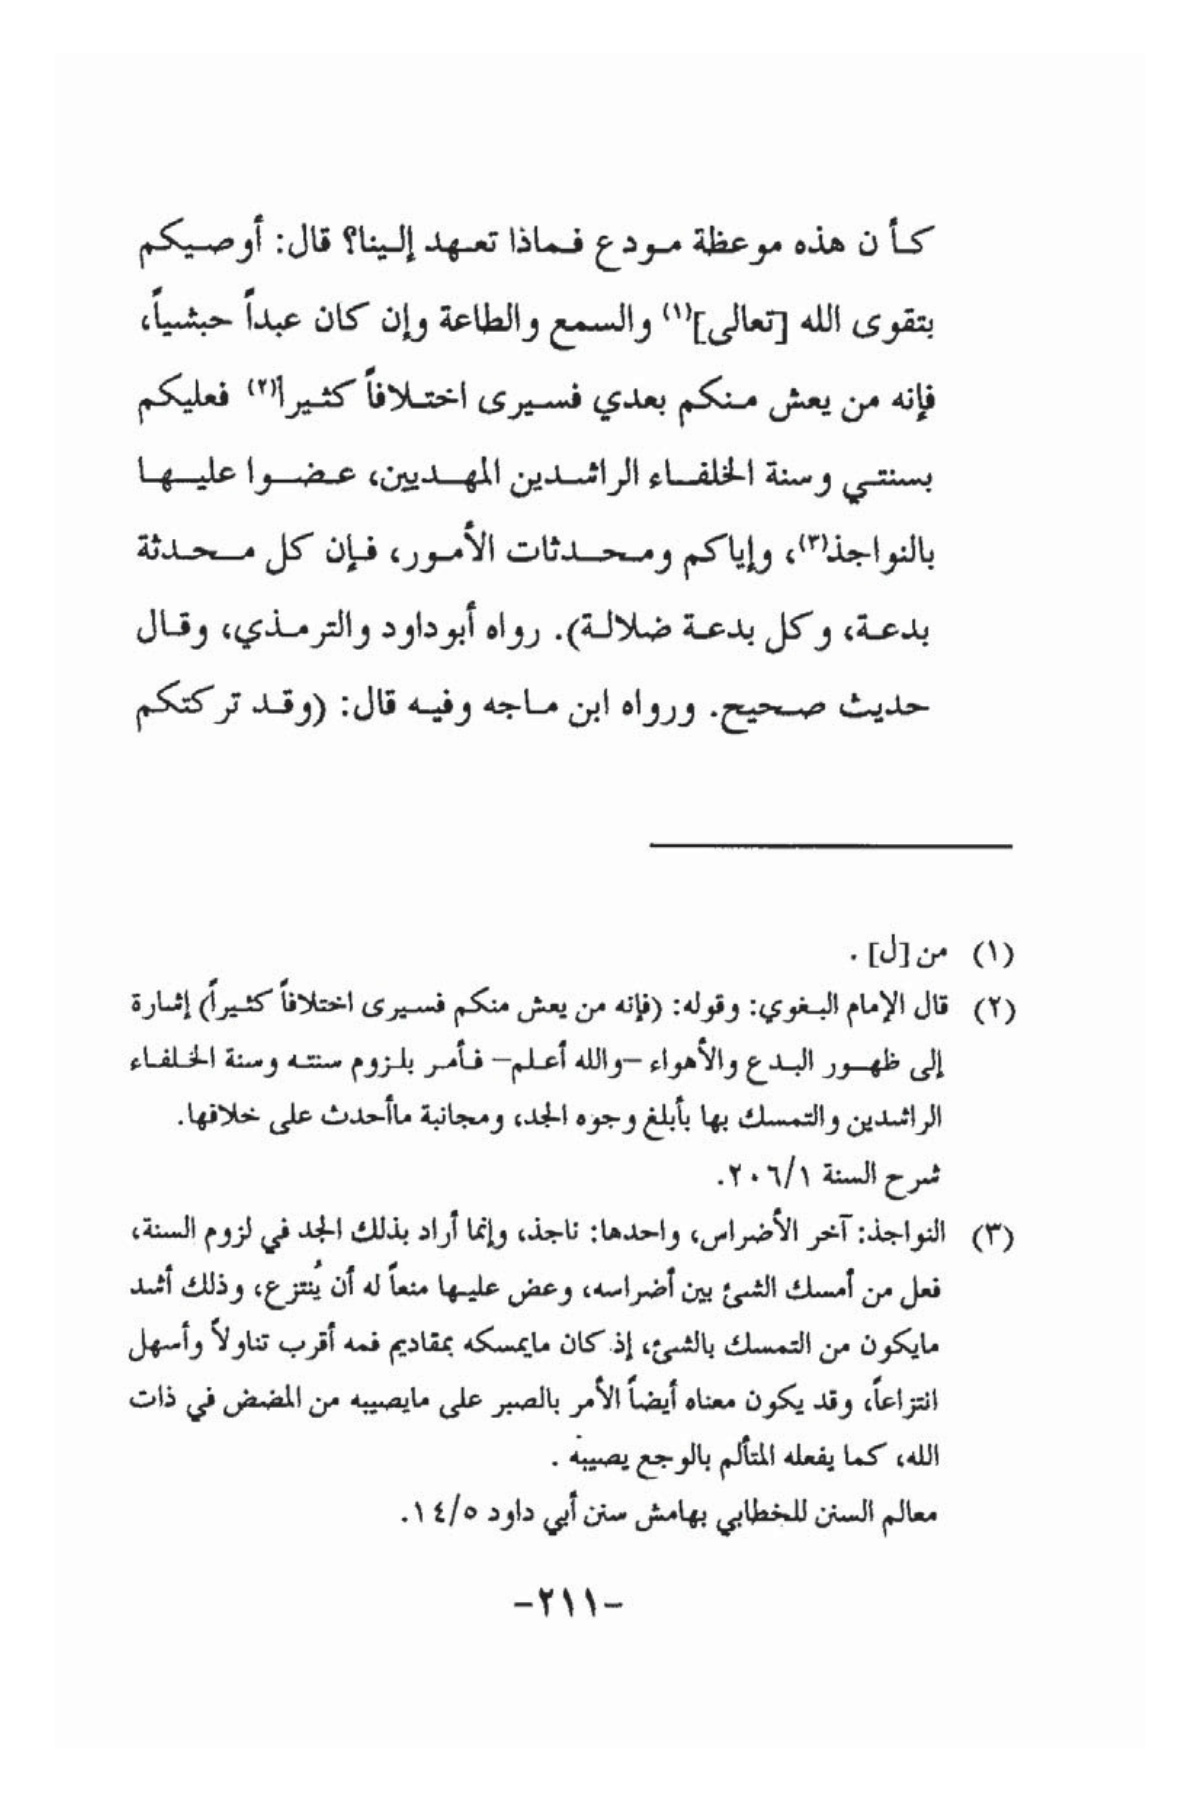 كأن هذه موعظة مودع فماذا تعهد إلينا؟ قال: أوصيكم
بتقوى الله [تعالى](١) والسمع والطاعة وإن كان عبداً حبشياً،
فإنه من يعش منكم بعدي فسيرى اختلافاً كثيراً(٢) فعليكم
بسنتي وسنة الخلفاء الراشدين المهديين، عضوا عليها
بالنواجذ(٣)، وإياكم ومحدثات الأمور، فإن كل محدثة
بدعة، وكل بدعة ضلالة). رواه أبوداود والترمذي، وقال
حديث صحيح. ورواه ابن ماجه وفيه قال: (وقد تركتكم
(١) من [ل] .
(٢) قال الإمام البغوي: وقوله: (فإنه من يعش منكم فسيرى اختلافاً كثيراً) إشارة
إلى ظهور البدع والأهواء –والله أعلم– فأمر بلزوم سنته وسنة الخلفاء
الراشدين والتمسك بها بأبلغ وجوه الجد، ومجانبة ماأحدث على خلافها.
شرح السنة ٢٠٦/١.
(٣) النواجذ: آخر الأضراس، واحدها: ناجذ، وإنما أراد بذلك الجد في لزوم السنة،
فعل من أمسك الشئ بين أضراسه، وعض عليها منعاً له أن يُنتزع، وذلك أشد
مايكون من التمسك بالشئ، إذ كان مايمسكه بمقاديم فمه أقرب تناولاً وأسهل
انتزاعاً، وقد يكون معناه أيضاً الأمر بالصبر على مايصيبه من المضض في ذات
الله، كما يفعله المتألم بالوجع يصيبه .
معالم السنن للخطابي بهامش سنن أبي داود ١٤/٥.
–٢١١–